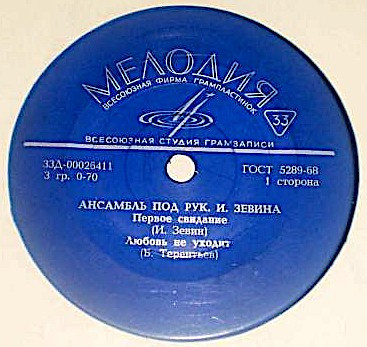 МЕЛОДИЯ
ВСЕСОЮЗНАЯ ФИРМА ГРАМПЛАСТИНОК
33
ВСЕСОЮЗНАЯ СТУДИЯ ГРАМЗАПИСИ
33Д-00026411
3 гр. 0-70
ГОСТ 5289-68
1 сторона
АНСАМБЛЬ ПОД РУК. И. ЗЕВИНА
Первое свидание
(И. Зевин)
Любовь не уходит
(Б. Терентьев)